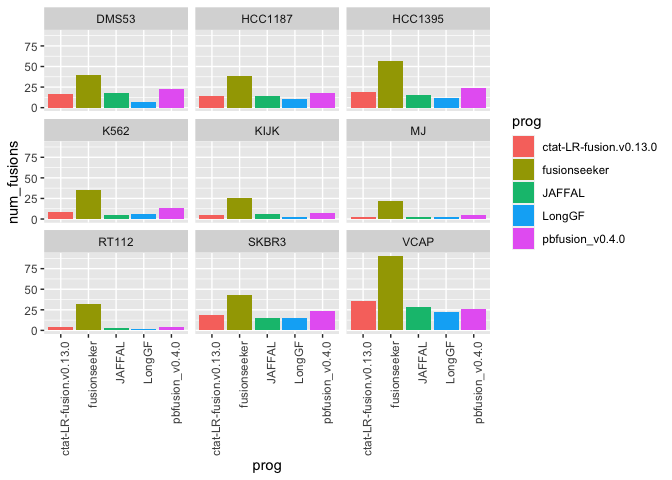 DMS53 HCC1187 HCC1395
75
50
25
0
K562 KIJK MJ
75
50
25
0
RT112 SKBR3 VCAP
75
50
25
0
num_fusions
ctat-LR-fusion.v0.13.0 fusionseeker JAFFAL LongGF pbfusion_v0.4.0 ctat-LR-fusion.v0.13.0 fusionseeker JAFFAL LongGF pbfusion_v0.4.0 ctat-LR-fusion.v0.13.0 fusionseeker JAFFAL LongGF pbfusion_v0.4.0
prog
prog
ctat-LR-fusion.v0.13.0
fusionseeker
JAFFAL
LongGF
pbfusion_v0.4.0